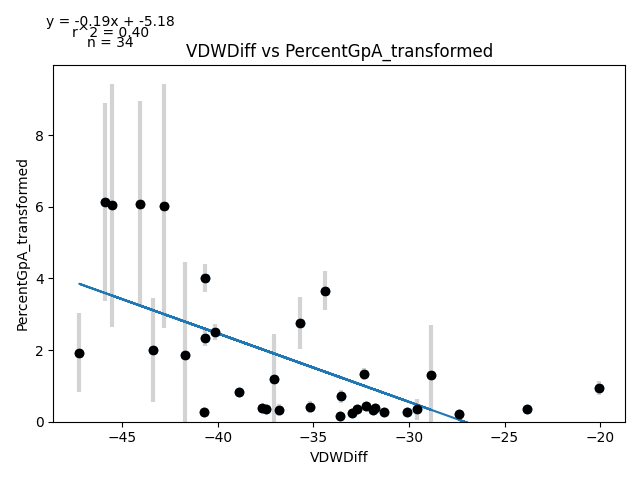 y = -0.19x + -5.18
r^2 = 0.40
n = 34
VDWDiff vs PercentGpA_transformed
PercentGpA_transformed
8
6
4
2
0
−45
−40
−35
−30
−25
−20
VDWDiff